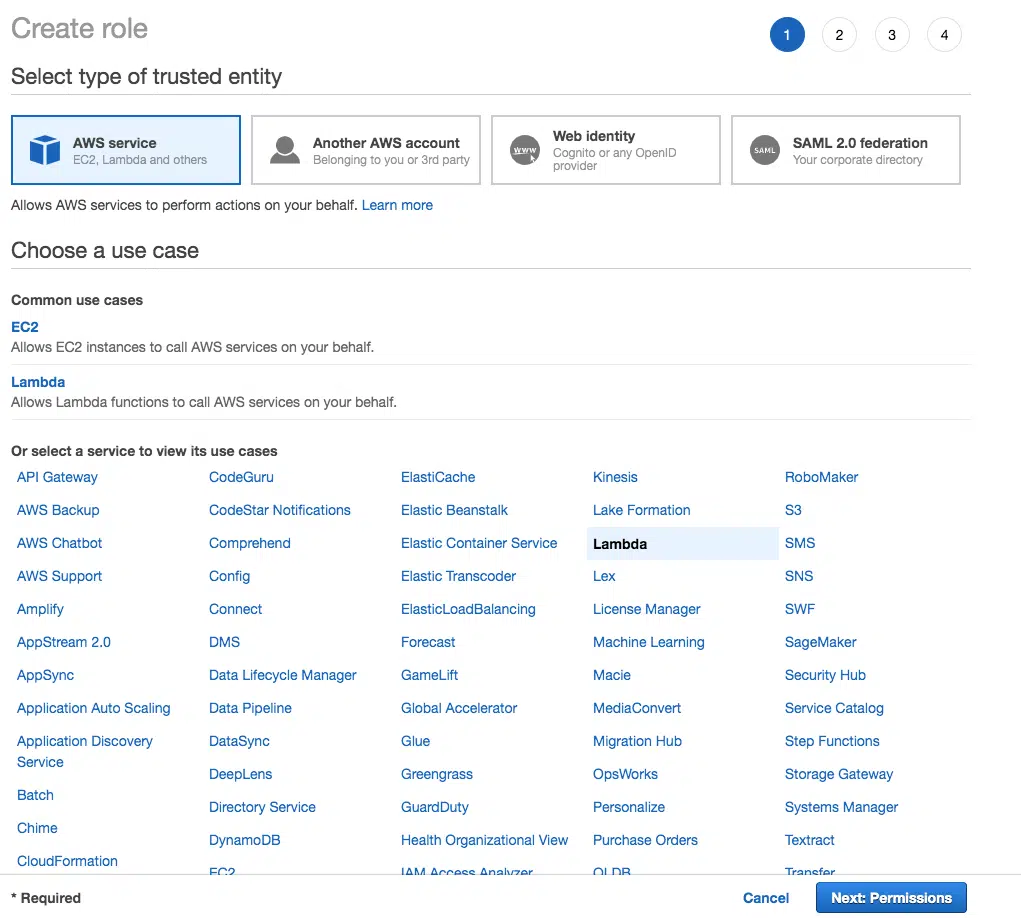 Create role
1 2 3 4
Select type of trusted entity
AWS service
EC2, Lambda and others
Another AWS account
Belonging to you or 3rd party
www
Web identity
Cognito or any OpenID
provider
SAML
SAML 2.0 federation
Your corporate directory
Allows AWS services to perform actions on your behalf. Learn more
Choose a use case
Common use cases
EC2
Allows EC2 instances to call AWS services on your behalf.
Lambda
Allows Lambda functions to call AWS services on your behalf.
Or select a service to view its use cases
API Gateway
AWS Backup
AWS Chatbot
AWS Support
Amplify
AppStream 2.0
AppSync
Application Auto Scaling
Application Discovery
Service
Batch
Chime
CloudFormation
CodeGuru
CodeStar Notifications
Comprehend
Config
Connect
DMS
Data Lifecycle Manager
Data Pipeline
DataSync
DeepLens
Directory Service
DynamoDB
EC2
ElastiCache
Elastic Beanstalk
Elastic Container Service
Elastic Transcoder
ElasticLoadBalancing
Forecast
GameLift
Global Accelerator
Glue
Greengrass
GuardDuty
Health Organizational View
IAM Access Analyzer
Kinesis
Lake Formation
Lambda
Lex
License Manager
Machine Learning
Macie
MediaConvert
Migration Hub
OpsWorks
Personalize
Purchase Orders
QLDB
RoboMaker
S3
SMS
SNS
SWF
SageMaker
Security Hub
Service Catalog
Step Functions
Storage Gateway
Systems Manager
Textract
Transfer
* Required
Cancel
Next: Permissions